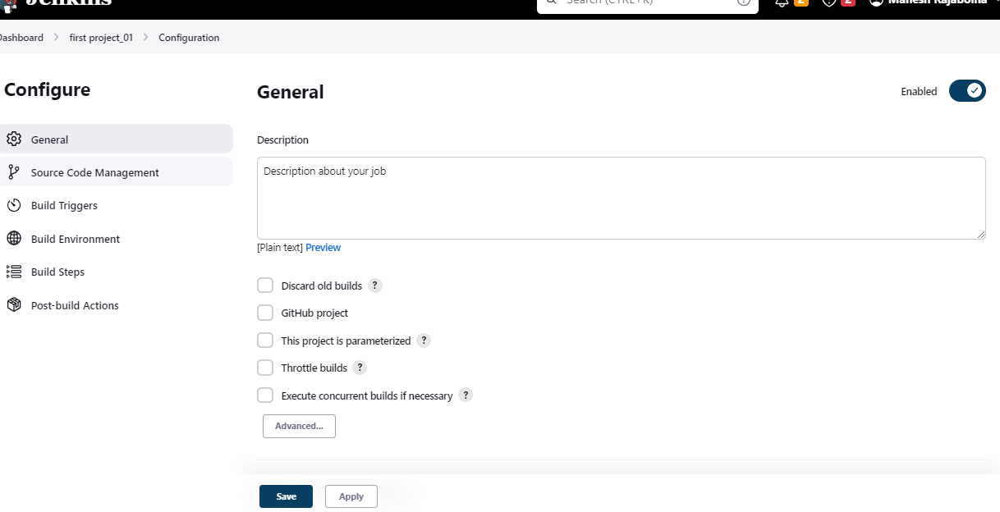 Jenkins
Search (CTRL+K)
2
2
Mahesh Rajaboina
Dashboard
first project_01
Configuration
Configure
General
Enabled
General
Source Code Management
Build Triggers
Build Environment
Build Steps
Post-build Actions
Description
Description about your job
[Plain text] Preview
Discard old builds ?
GitHub project
This project is parameterized ?
Throttle builds ?
Execute concurrent builds if necessary ?
Advanced...
Save
Apply